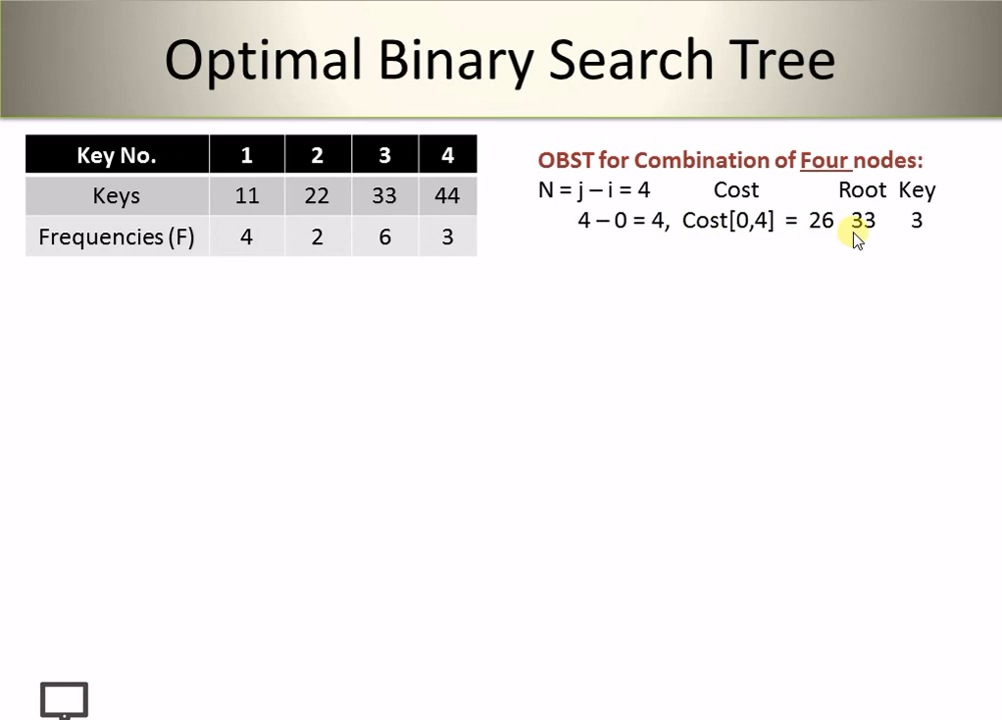 Optimal Binary Search Tree
Key No. 1 2 3 4
Keys 11 22 33 44
Frequencies (F) 4 2 6 3
OBST for Combination of Four nodes:
N = j – i = 4 Cost Root Key
4 – 0 = 4, Cost[0,4] = 26 33 3